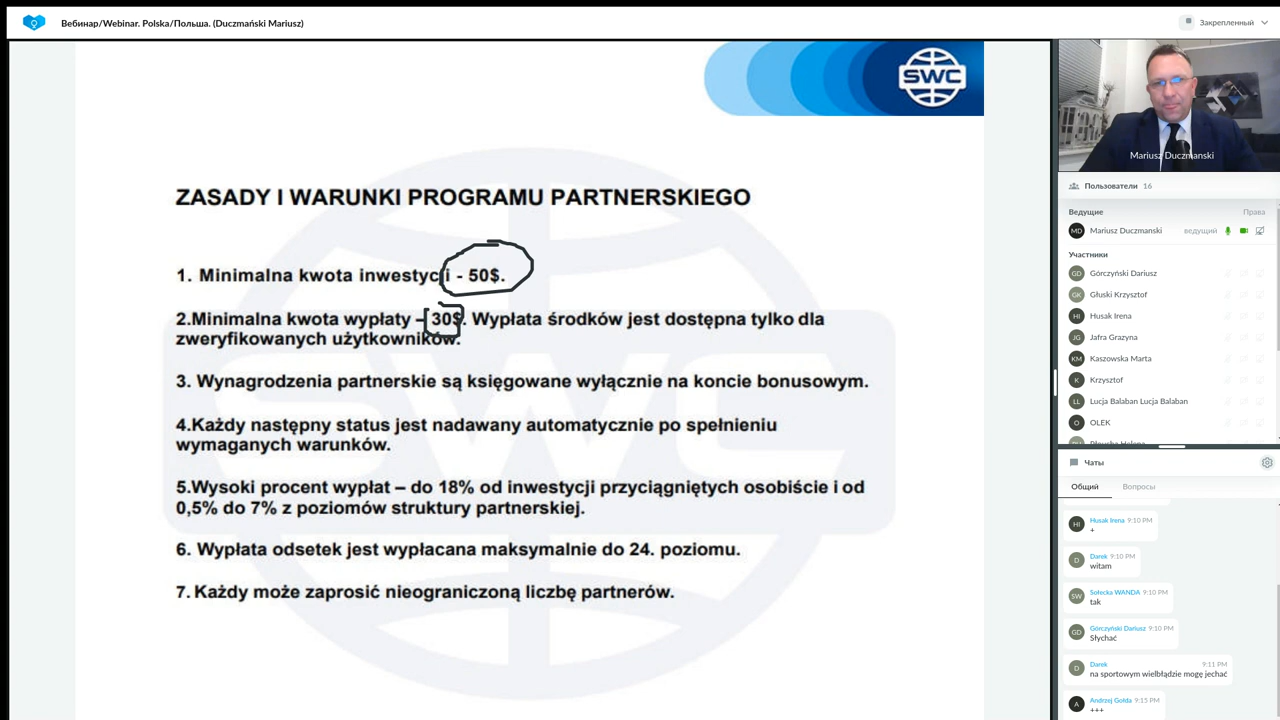 Вебинар/Webinar. Polska/Польша. (Duczmański Mariusz)
Закрепленный
SWC
ZASADY I WARUNKI PROGRAMU PARTNERSKIEGO
1. Minimalna kwota inwestycji - 50$.
2.Minimalna kwota wypłaty – 30$. Wypłata środków jest dostępna tylko dla
zweryfikowanych użytkowników.
3. Wynagrodzenia partnerskie są księgowane wyłącznie na koncie bonusowym.
4.Każdy następny status jest nadawany automatycznie po spełnieniu
wymaganych warunków.
5.Wysoki procent wypłat – do 18% od inwestycji przyciągniętych osobiście i od
0,5% do 7% z poziomów struktury partnerskiej.
6. Wypłata odsetek jest wypłacana maksymalnie do 24. poziomu.
7. Każdy może zaprosić nieograniczoną liczbę partnerów.
SWC
Mariusz Duczmanski
Пользователи 16
Ведущие Права
MD Mariusz Duczmanski ведущий
Участники
GD Górczyński Dariusz
GK Głuski Krzysztof
HI Husak Irena
JG Jafra Grazyna
KM Kaszowska Marta
K Krzysztof
LL Lucja Balaban Lucja Balaban
O OLEK
Чаты
Общий Вопросы
HI Husak Irena 9:10 PM
+
D Darek 9:10 PM
witam
SW Sołecka WANDA 9:10 PM
tak
GD Górczyński Dariusz 9:10 PM
Słychać
D Darek 9:11 PM
na sportowym wielbłądzie mogę jechać
A Andrzej Gołda 9:15 PM
+++